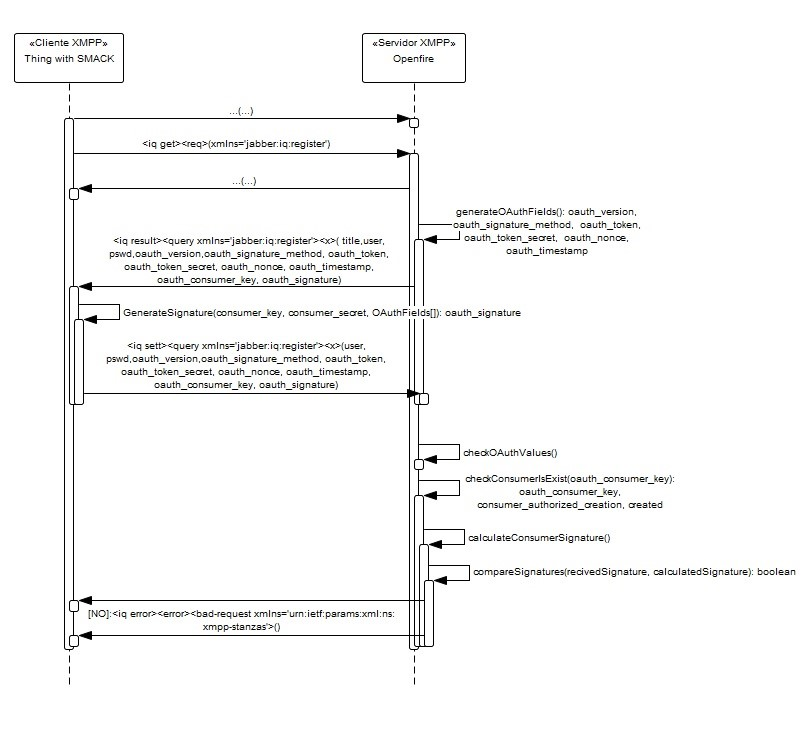 «Cliente XMPP»
Thing with SMACK
«Servidor XMPP»
Openfire
...(...)
<iq get><req>(xmlns='jabber:iq:register')
...(...)
generateOAuthFields(): oauth_version,
oauth_signature_method, oauth_token,
oauth_token_secret, oauth_nonce,
oauth_timestamp
<iq result><query xmlns='jabber:iq:register'><x>( title,user,
pswd,oauth_version,oauth_signature_method, oauth_token,
oauth_token_secret, oauth_nonce, oauth_timestamp,
oauth_consumer_key, oauth_signature)
GenerateSignature(consumer_key, consumer_secret, OAuthFields[]): oauth_signature
<iq sett><query xmlns='jabber:iq:register'><x>(user,
pswd,oauth_version,oauth_signature_method, oauth_token,
oauth_token_secret, oauth_nonce, oauth_timestamp,
oauth_consumer_key, oauth_signature)
checkOAuthValues()
checkConsumerIsExist(oauth_consumer_key):
oauth_consumer_key,
consumer_authorized_creation, created
calculateConsumerSignature()
compareSignatures(recivedSignature, calculatedSignature): boolean
[NO]:<iq error><error><bad-request xmlns='urn:ietf:params:xml:ns:
xmpp-stanzas'>()